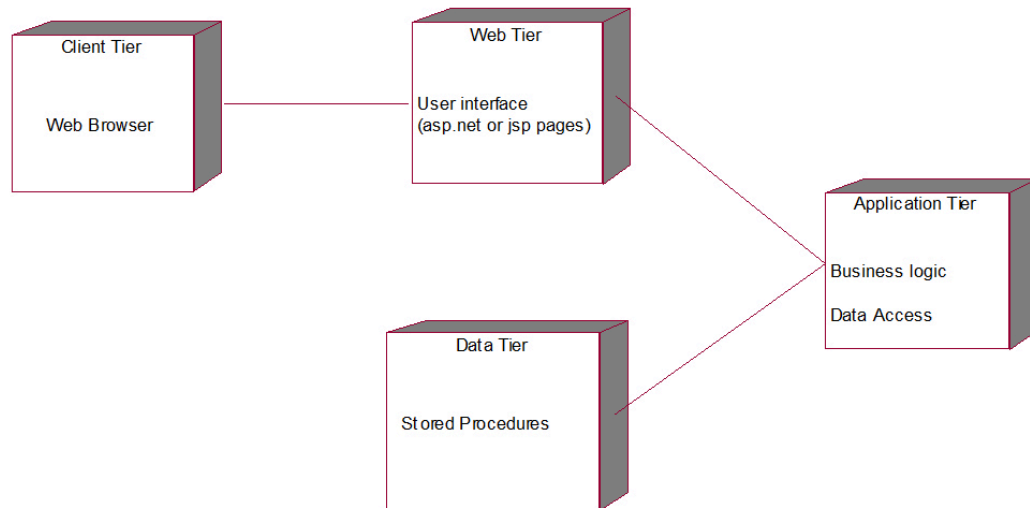 Client Tier
Web Browser
Web Tier
User interface
(asp.net or jsp pages)
Application Tier
Business logic
Data Access
Data Tier
Stored Procedures